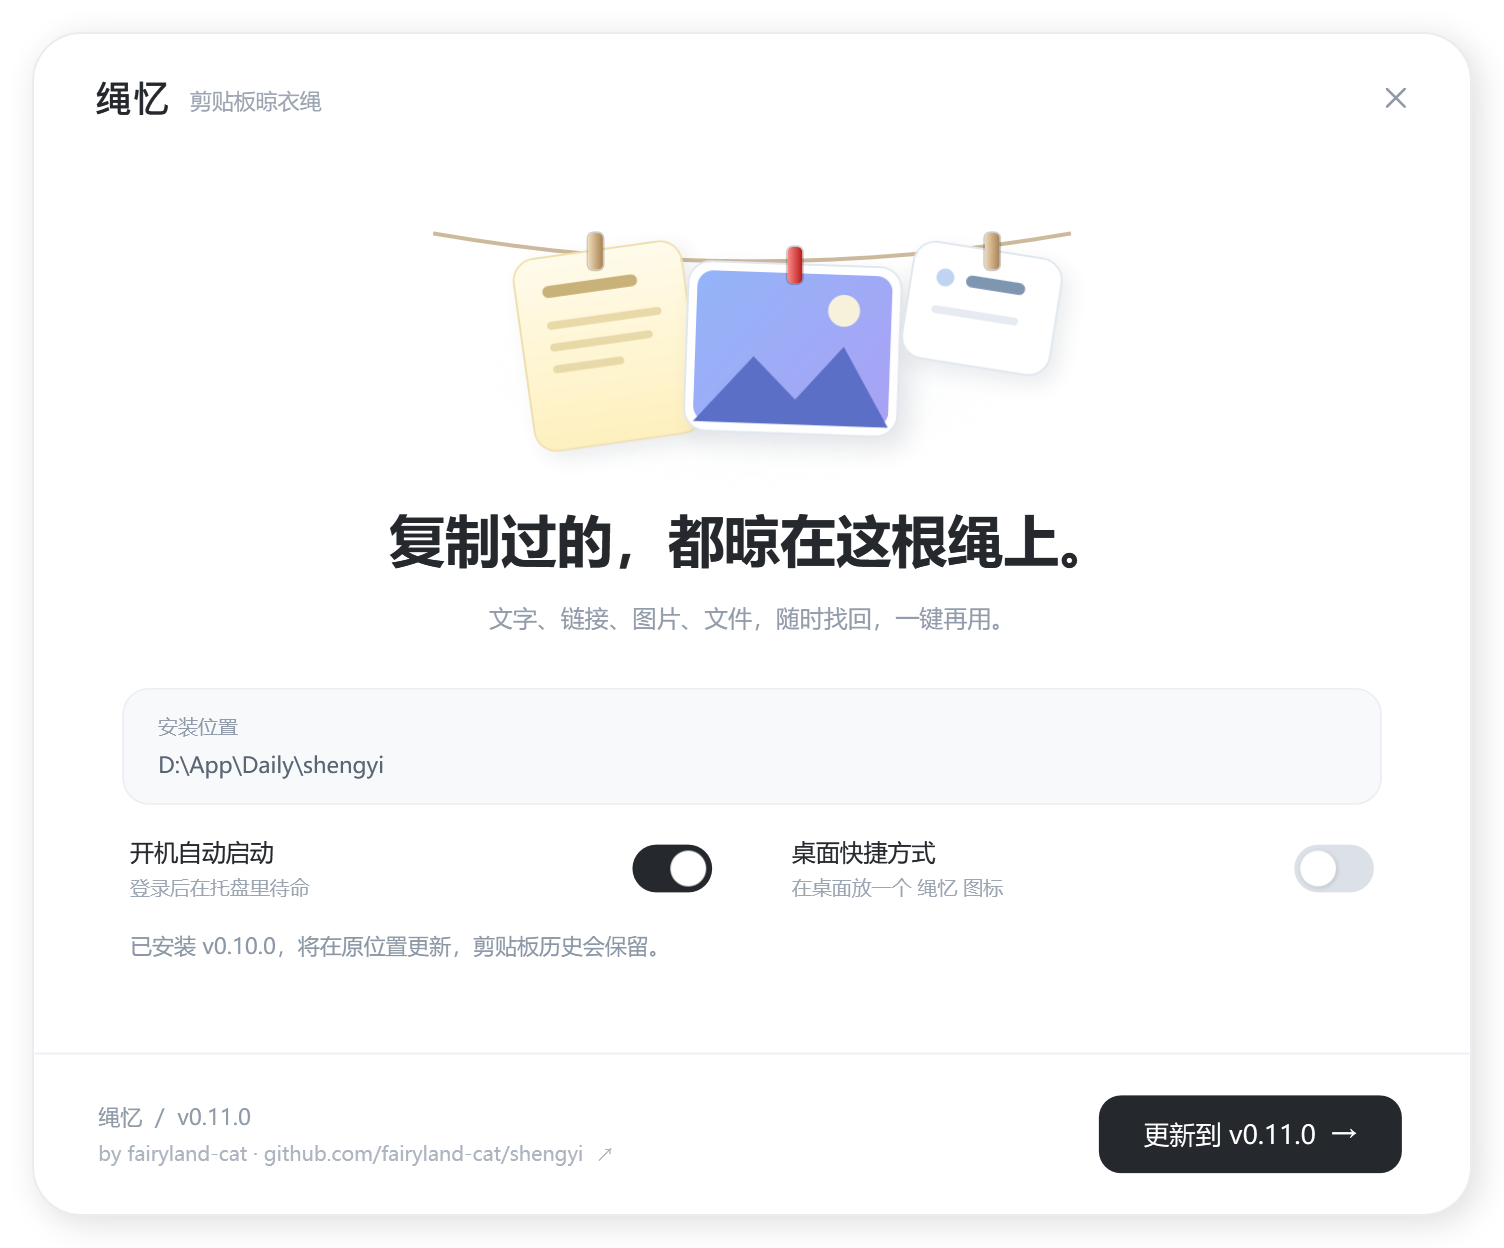 绳忆 剪贴板晾衣绳
复制过的，都晾在这根绳上。
文字、链接、图片、文件，随时找回，一键再用。
安装位置
D:\App\Daily\shengyi
开机自动启动
登录后在托盘里待命
桌面快捷方式
在桌面放一个 绳忆 图标
已安装 v0.10.0，将在原位置更新，剪贴板历史会保留。
绳忆 / v0.11.0
by fairyland-cat · github.com/fairyland-cat/shengyi ↗
更新到 v0.11.0 →